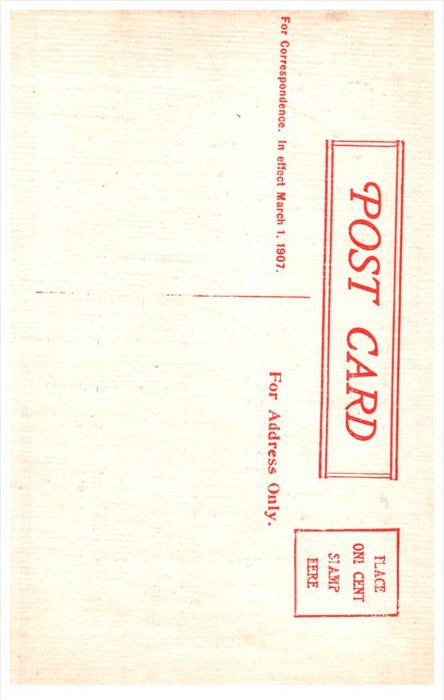 POST CARD
For Correspondence. In effect March 1, 1907.
For Address Only.
PLACE
ONE CENT
STAMP
HERE